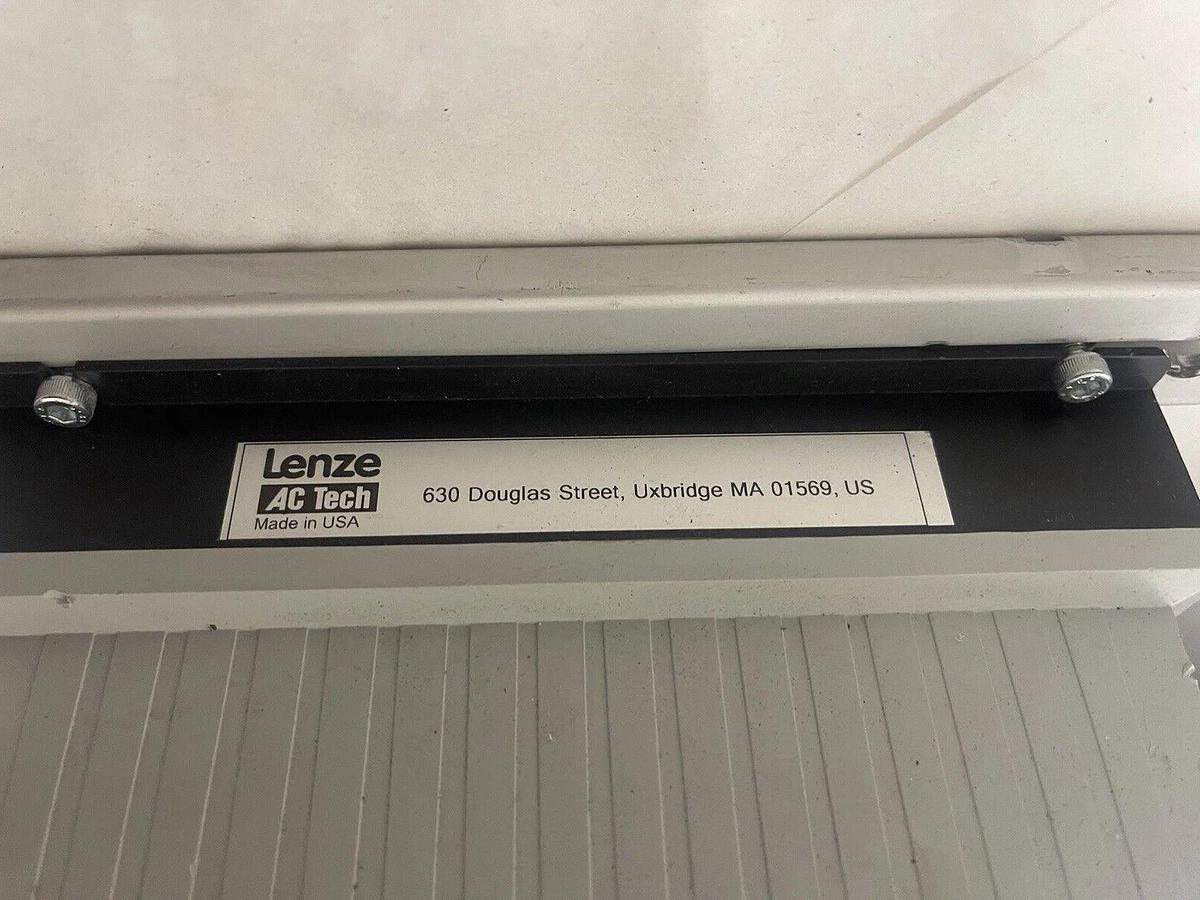 Lenze
AC Tech
Made in USA
630 Douglas Street, Uxbridge MA 01569, US